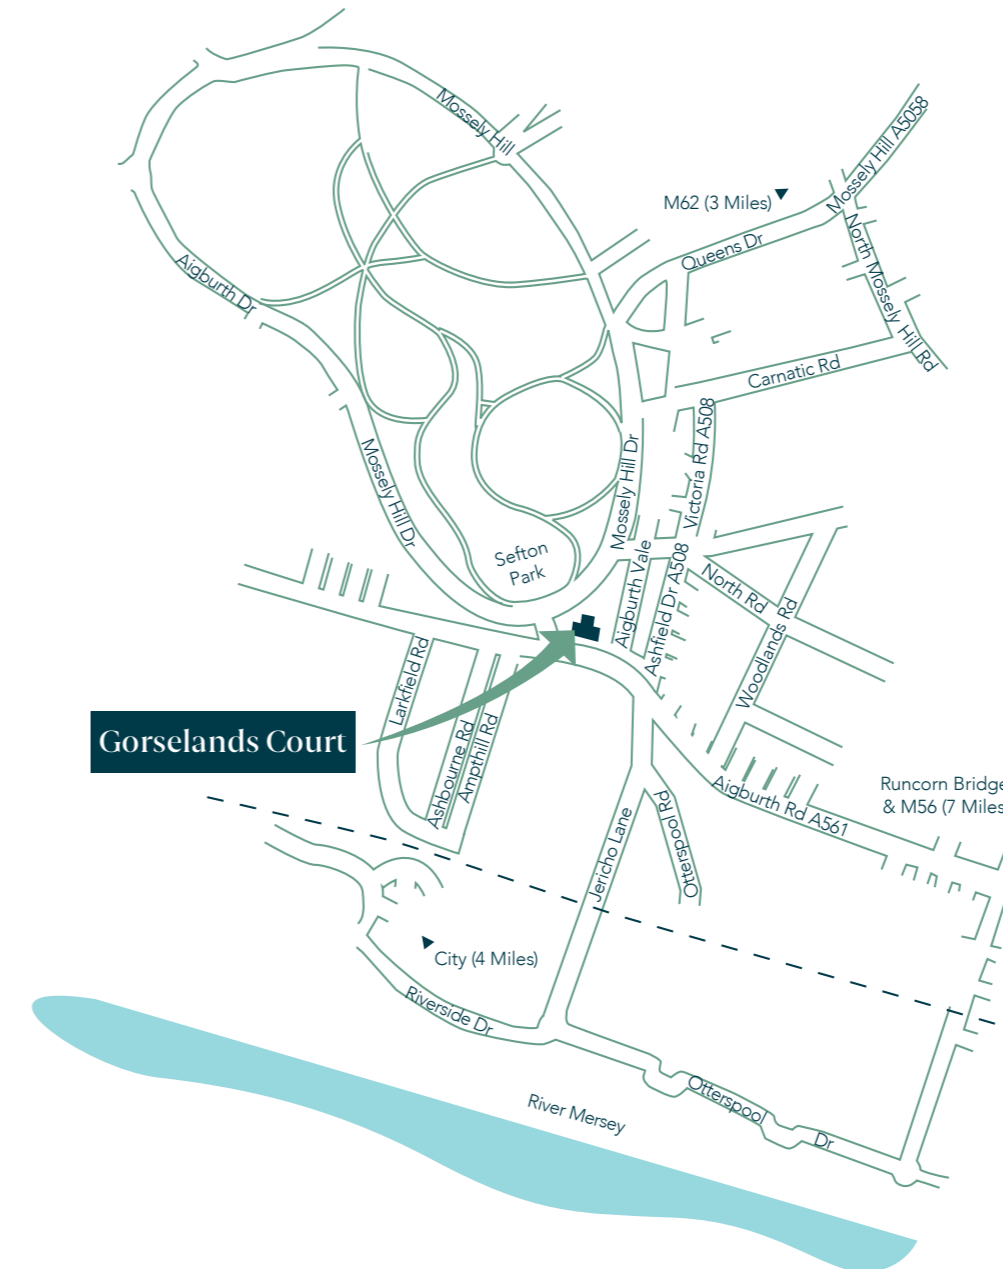 Mossely Hill
Mossely Hill A5058
M62 (3 Miles)
Queens Dr
North Mossely Hill Rd
Aigburth Dr
Carnatic Rd
Victoria Rd A508
Mossely Hill Dr
Mossely Hill Dr
Sefton
Park
Aigburth Vale
Ashfield Dr A508
North Rd
Woodlands Rd
Larkfield Rd
Gorselands Court
Ashbourne Rd
Ampthill Rd
Aigburth Rd A561
Runcorn Bridge
& M56 (7 Miles
Otterspool Rd
Jericho Lane
City (4 Miles)
Riverside Dr
River Mersey
Otterspool
Dr